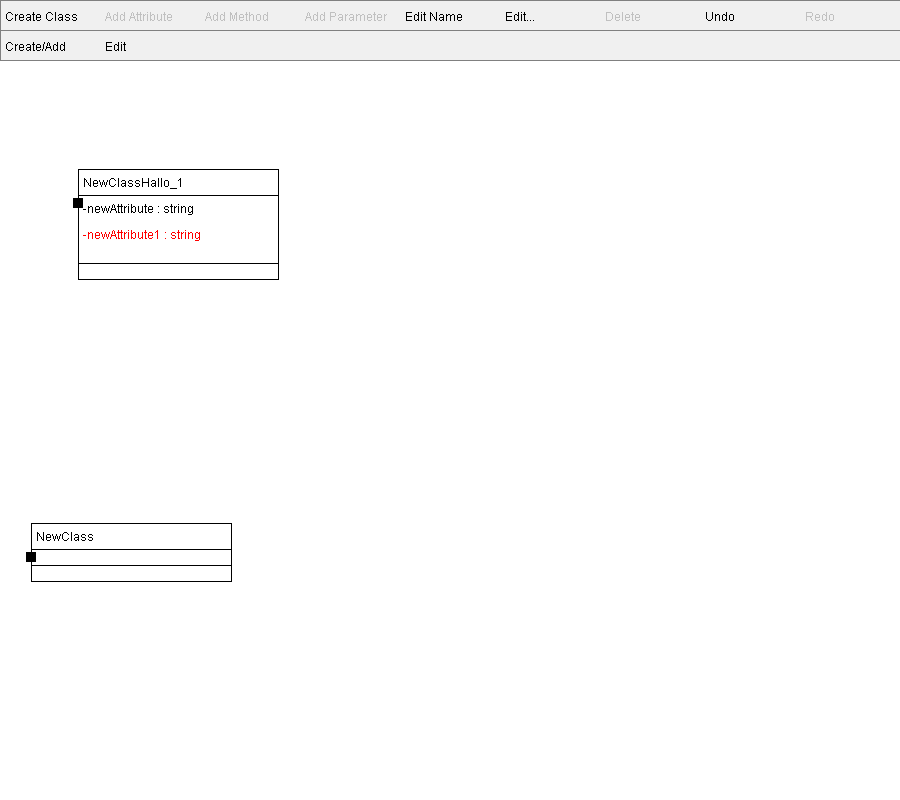 Create Class Add Attribute Add Method Add Parameter Edit Name Edit... Delete Undo Redo
Create/Add Edit
NewClassHallo_1
-newAttribute : string
-newAttribute1 : string
NewClass